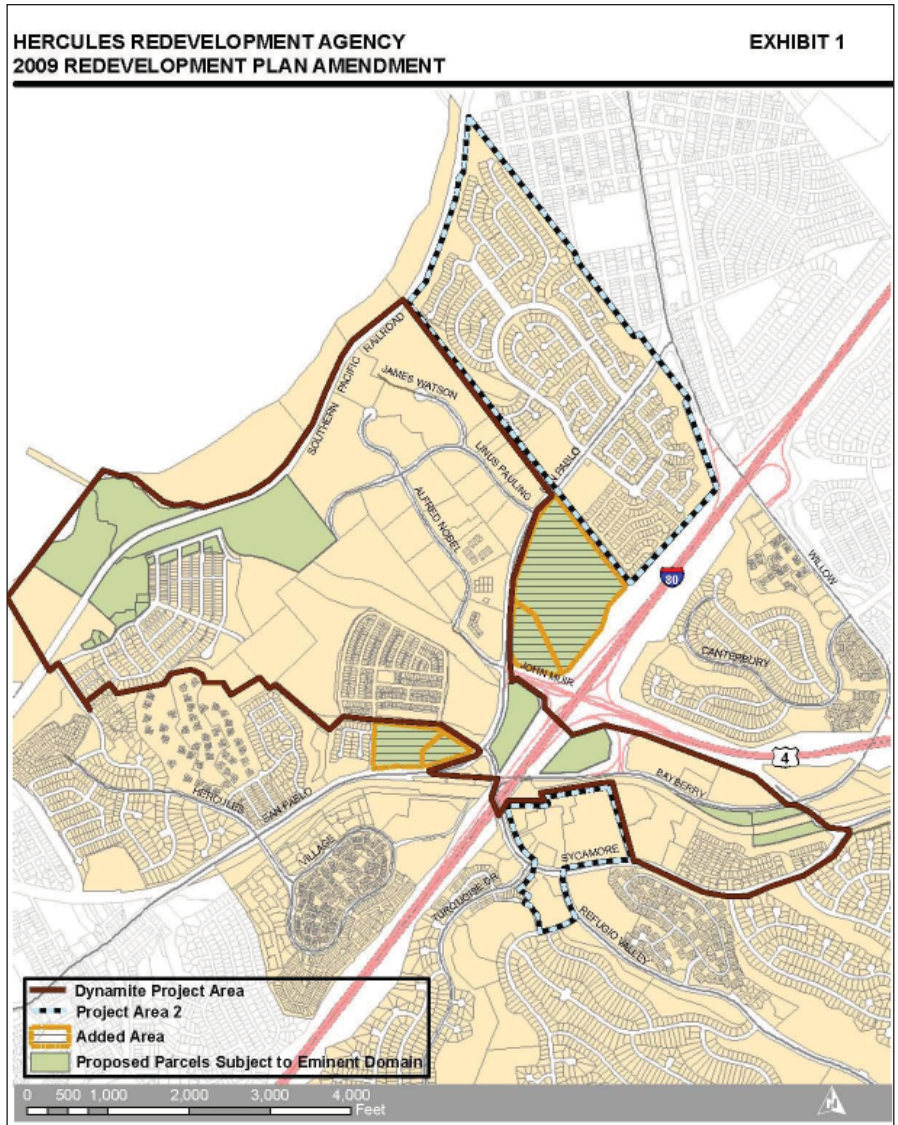 HERCULES REDEVELOPMENT AGENCY
EXHIBIT 1
2009 REDEVELOPMENT PLAN AMENDMENT
SOUTHERN PACIFIC RAILROAD
JAMES WATSON
LINUS PAULING
PABLO
ALFRED NOBEL
80
WILLOW
CANTERBURY
JOHN MUIR
4
BAYBERRY
HERCULES
SAN PABLO
VILLAGE
SYCAMORE
TURQUOISE DR
REFUGIO VALLEY
Dynamite Project Area
Project Area 2
Added Area
Proposed Parcels Subject to Eminent Domain
0 500 1,000 2,000 3,000 4,000
Feet
N